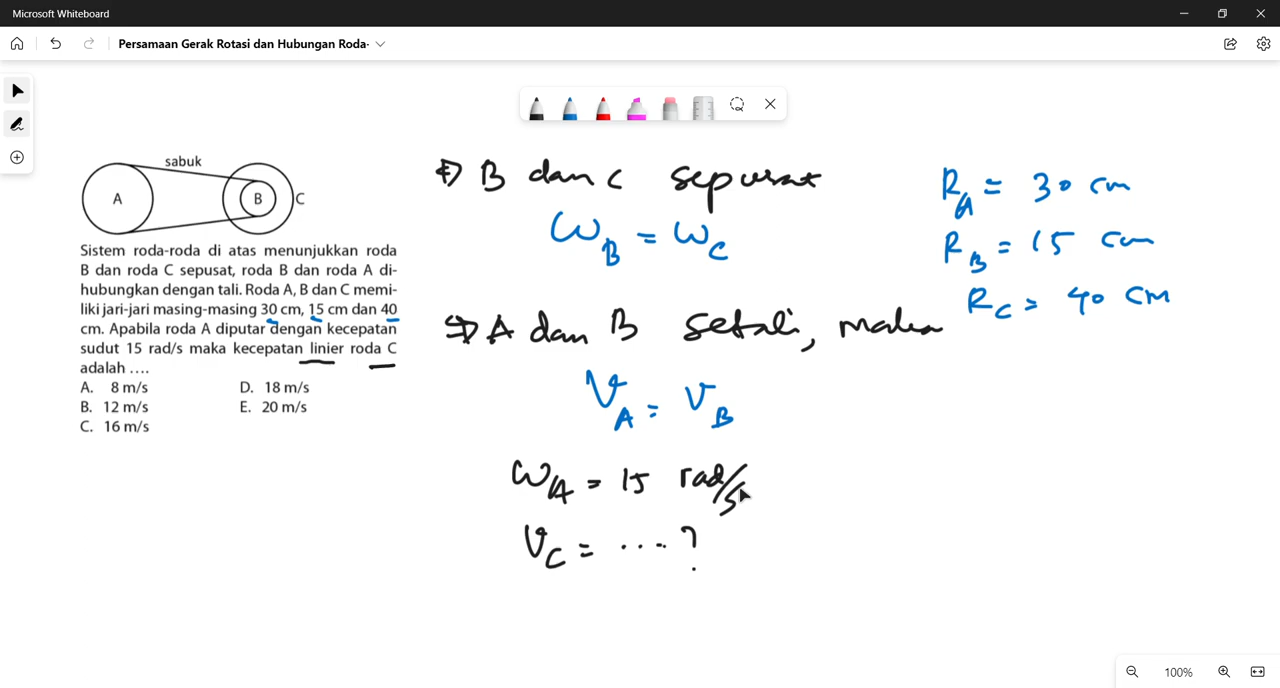 Microsoft Whiteboard
Persamaan Gerak Rotasi dan Hubungan Roda-
sabuk
A
B
C
Sistem roda-roda di atas menunjukkan roda
B dan roda C sepusat, roda B dan roda A di-
hubungkan dengan tali. Roda A, B dan C memi-
liki jari-jari masing-masing 30 cm, 15 cm dan 40
cm. Apabila roda A diputar dengan kecepatan
sudut 15 rad/s maka kecepatan linier roda C
adalah ....
A. 8 m/s
B. 12 m/s
C. 16 m/s
D. 18 m/s
E. 20 m/s
⇒ B dan C sepusat
ω_B = ω_C
⇒ A dan B setali, maka
V_A = V_B
ω_A = 15 rad/s
V_C = .... ?
R_A = 30 cm
R_B = 15 cm
R_C = 40 cm
100%